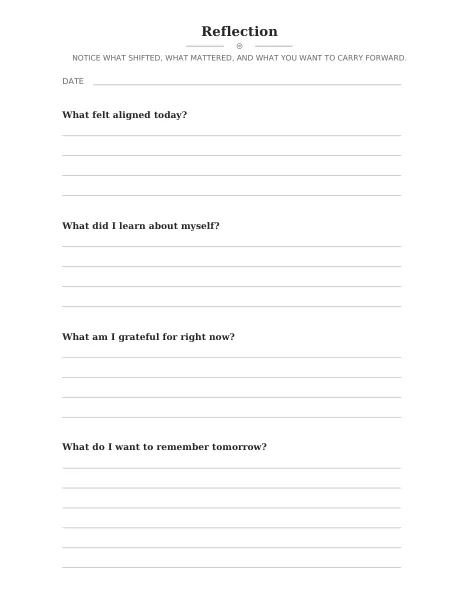 Reflection
NOTICE WHAT SHIFTED, WHAT MATTERED, AND WHAT YOU WANT TO CARRY FORWARD.
DATE
What felt aligned today?
What did I learn about myself?
What am I grateful for right now?
What do I want to remember tomorrow?